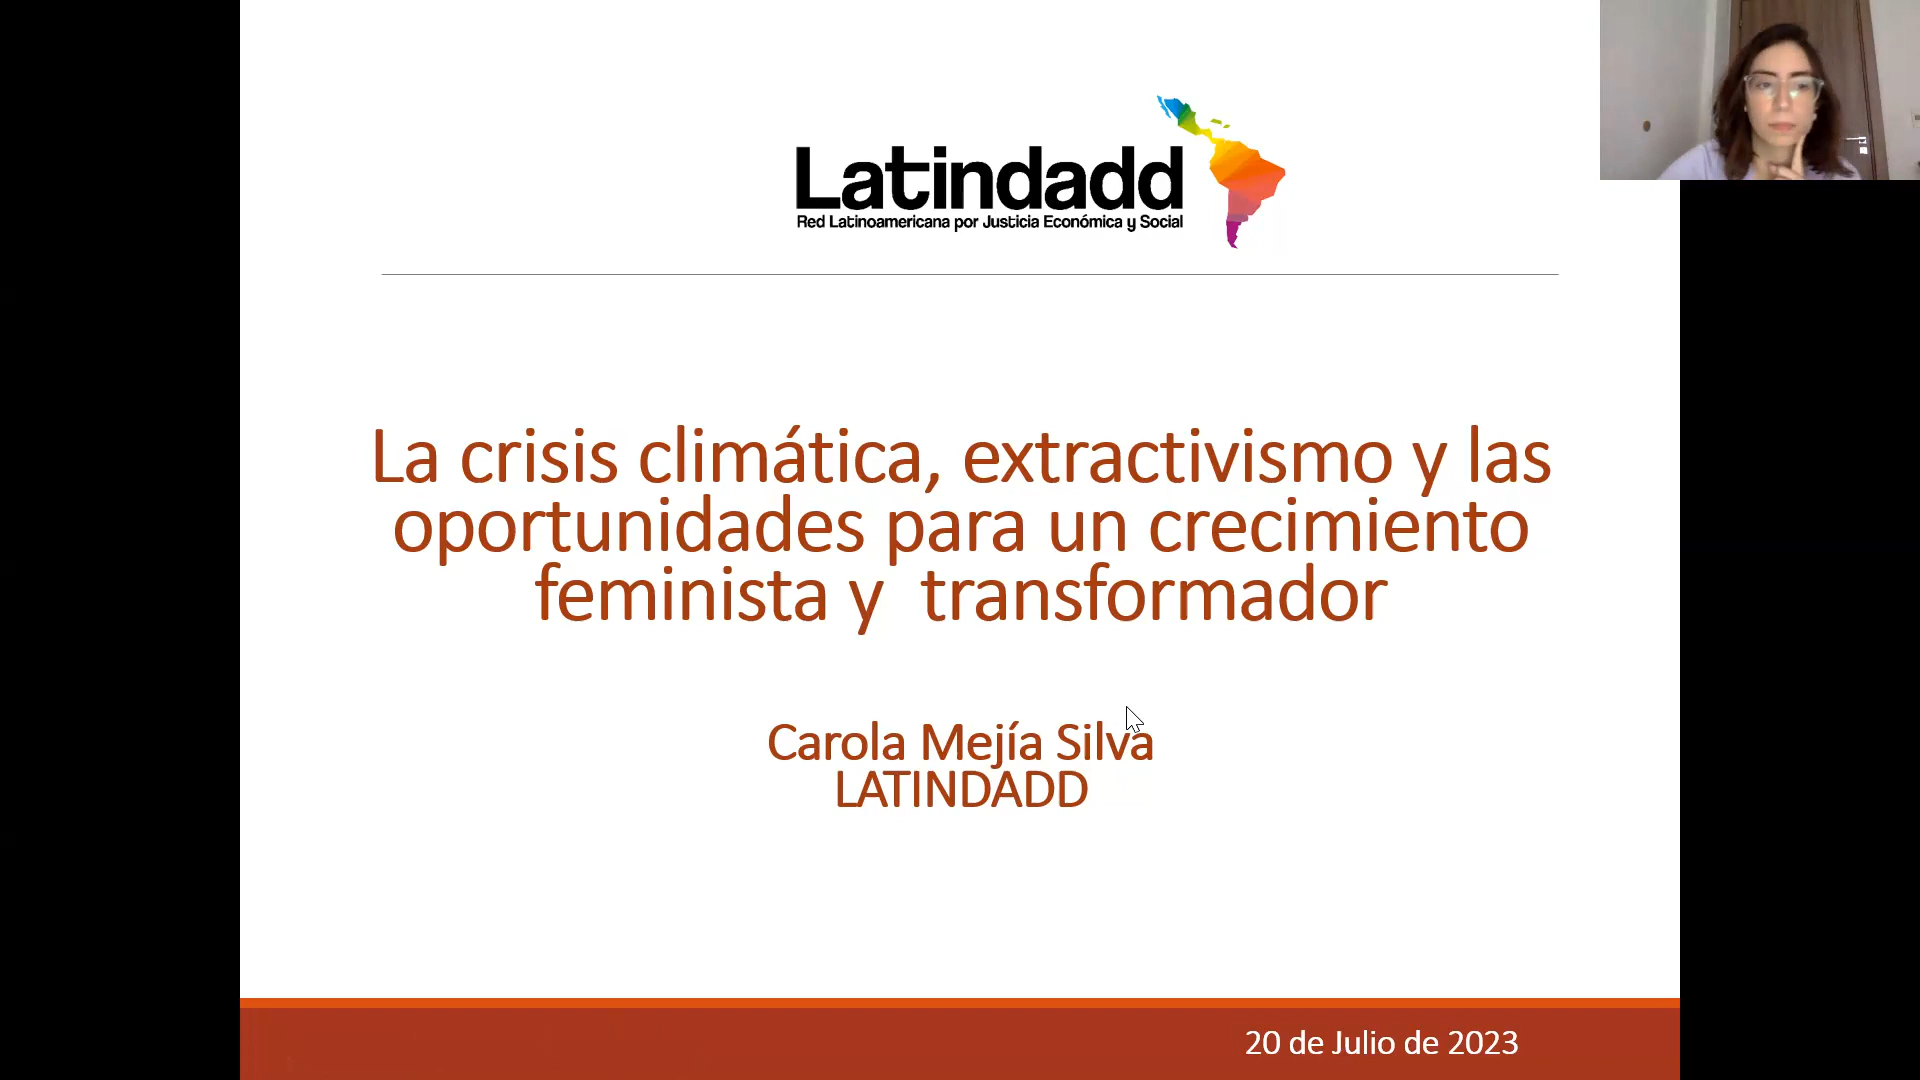 Latindadd
Red Latinoamericana por Justicia Económica y Social
La crisis climática, extractivismo y las
oportunidades para un crecimiento
feminista y  transformador
Carola Mejía Silva
LATINDADD
20 de Julio de 2023